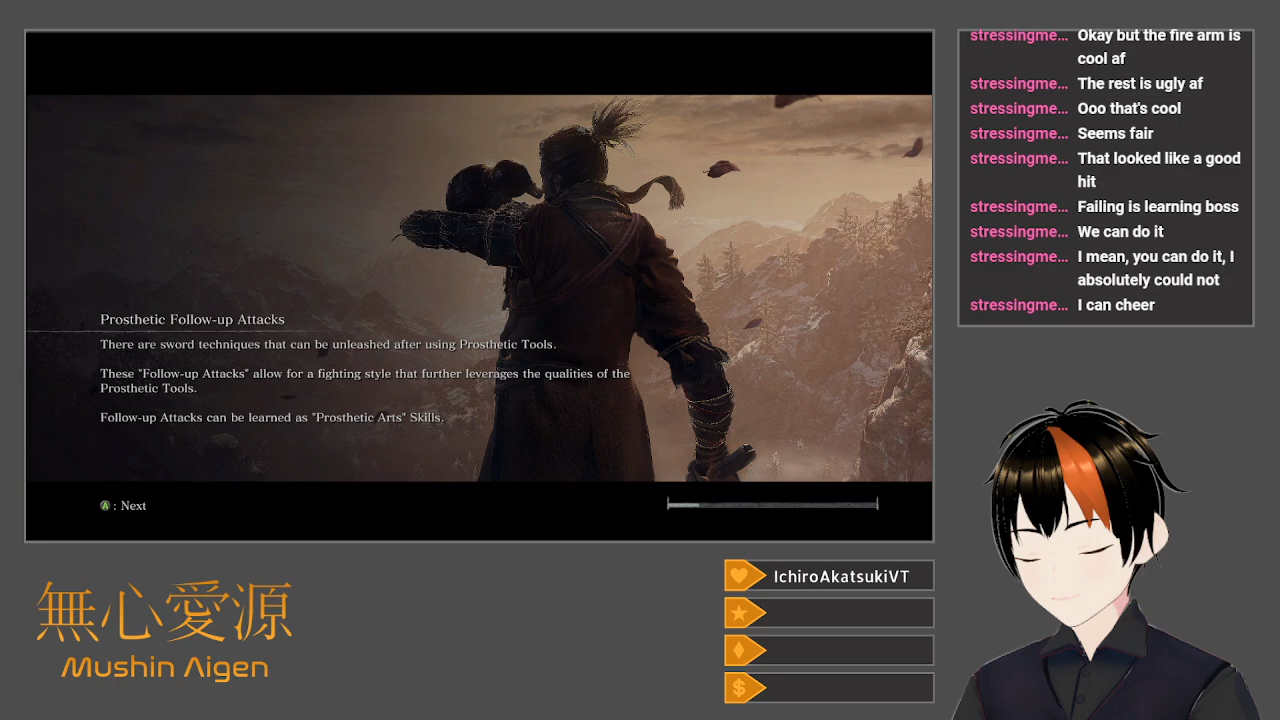 Prosthetic Follow-up Attacks
There are sword techniques that can be unleashed after using Prosthetic Tools.
These "Follow-up Attacks" allow for a fighting style that further leverages the qualities of the
Prosthetic Tools.
Follow-up Attacks can be learned as "Prosthetic Arts" Skills.
A : Next
stressingme... Okay but the fire arm is
cool af
stressingme... The rest is ugly af
stressingme... Ooo that's cool
stressingme... Seems fair
stressingme... That looked like a good
hit
stressingme... Failing is learning boss
stressingme... We can do it
stressingme... I mean, you can do it, I
absolutely could not
stressingme... I can cheer
無心愛源
Mushin Aigen
IchiroAkatsukiVT
$